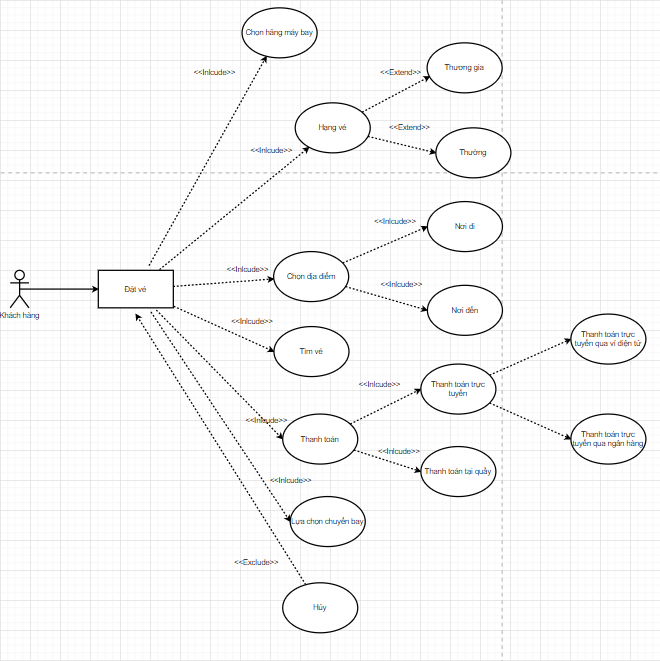 Chọn hãng máy bay
<<Inlcude>>
<<Extend>>
Thương gia
Hạng vé
<<Extend>>
<<Inlcude>>
Thường
<<Inlcude>>
Nơi đi
<<Inlcude>>
Chọn địa điểm
<<Inlcude>>
Khách hàng
Đặt vé
Nơi đến
<<Inlcude>>
Tìm vé
Thanh toán trực
tuyến qua ví điện tử
<<Inlcude>>
Thanh toán trực
tuyến
<<Inlcude>>
Thanh toán
Thanh toán trực
tuyến qua ngân hàng
<<Inlcude>>
Thanh toán tại quầy
<<Inlcude>>
Lựa chọn chuyến bay
<<Exclude>>
Hủy